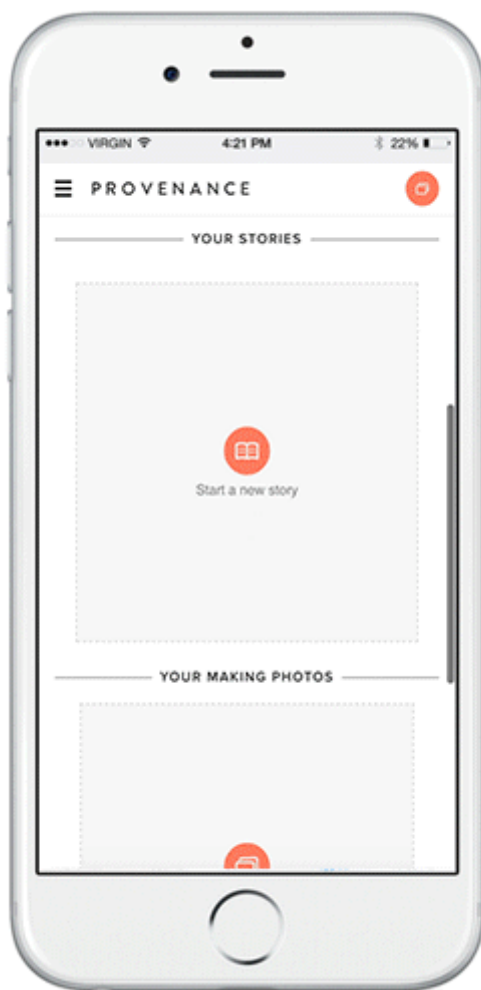 VIRGIN 4:21 PM 22%
PROVENANCE
YOUR STORIES
Start a new story
YOUR MAKING PHOTOS